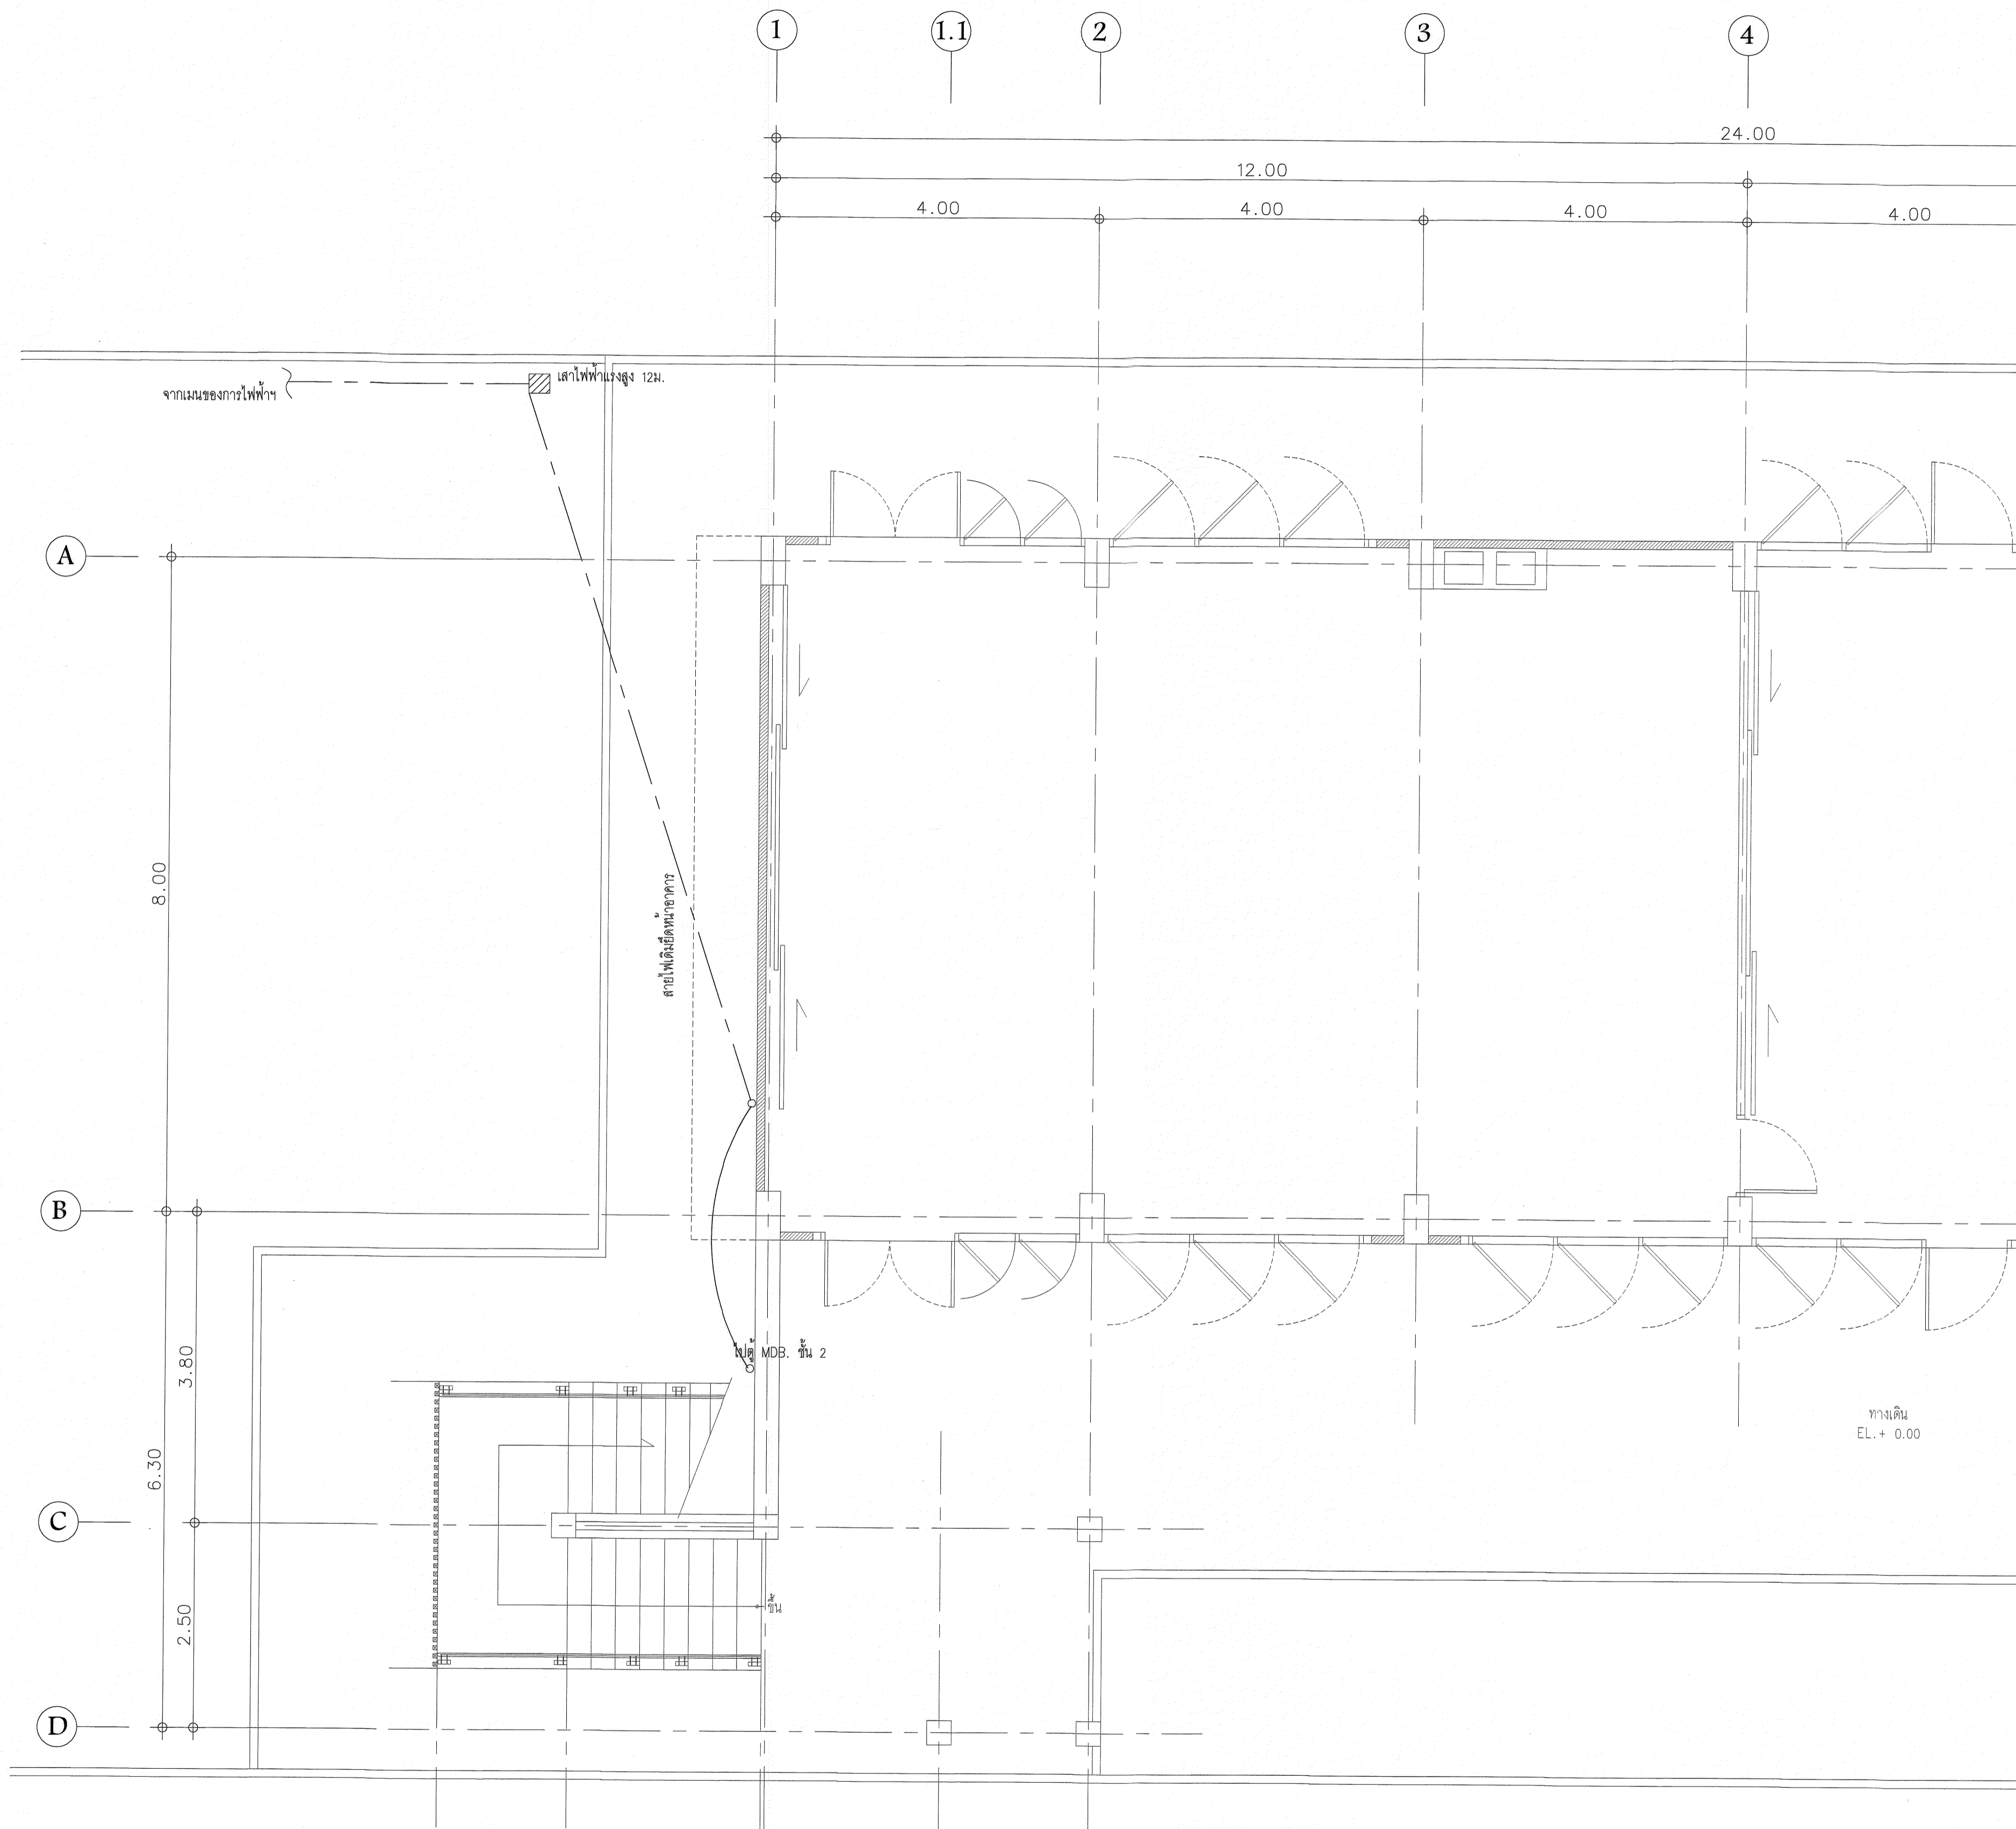 1
1.1
2
3
4
24.00
12.00
4.00
4.00
4.00
4.00
เสาไฟฟ้าแรงสูง 12ม.
จากเมนของการไฟฟ้าฯ
A
8.00
สายไฟเดิมยึดหน้าอาคาร
B
3.80
ไปตู้ MDB. ชั้น 2
ทางเดิน
EL.+ 0.00
6.30
C
2.50
ขึ้น
D